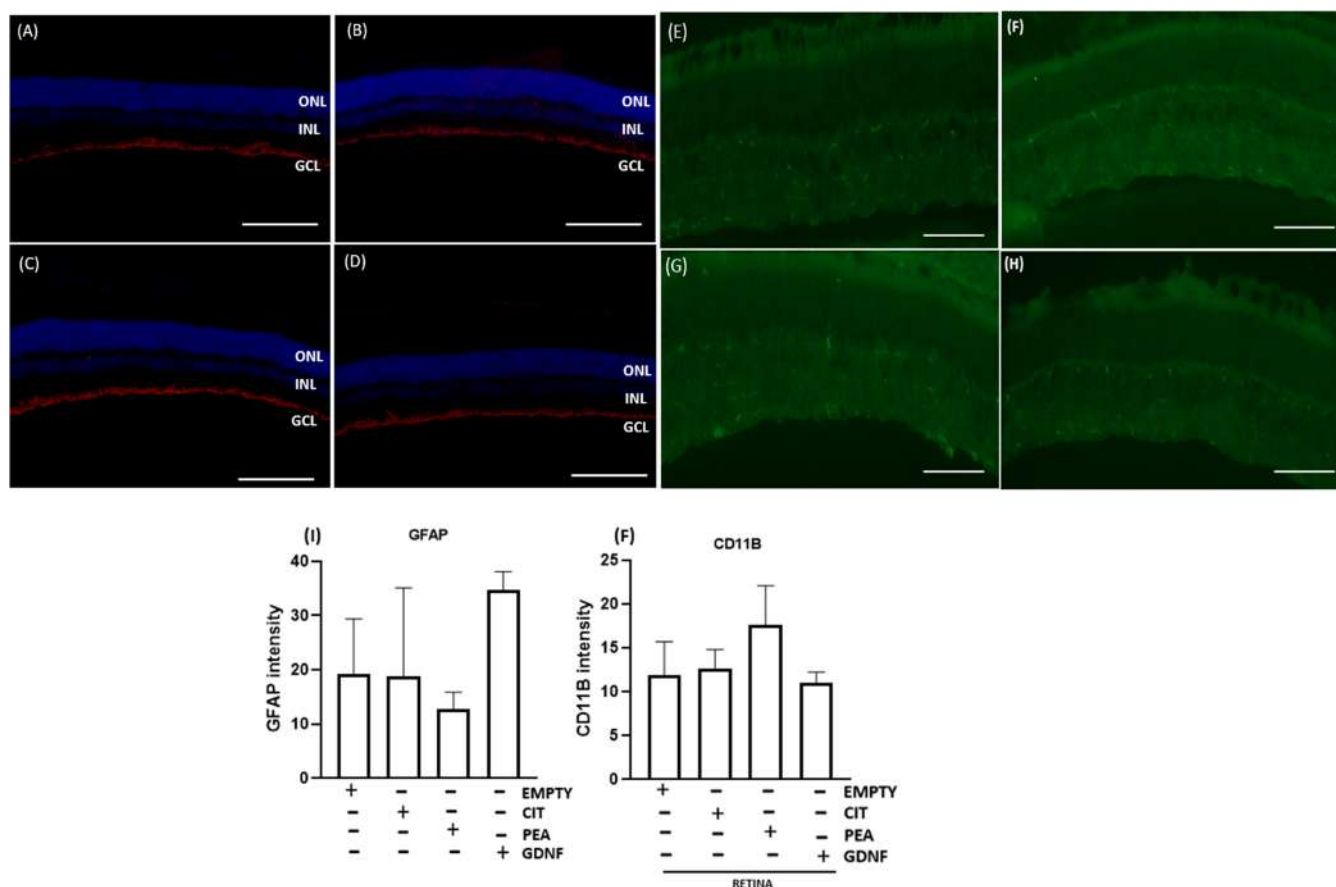 (A)
ONL
INL
GCL
(B)
ONL
INL
GCL
(E)
(F)
(C)
ONL
INL
GCL
(D)
ONL
INL
GCL
(G)
(H)
(I) GFAP
GFAP intensity
40
30
20
10
0
+ − − − EMPTY
− + − − CIT
− − + − PEA
− − − + GDNF
(F) CD11B
CD11B intensity
25
20
15
10
5
0
+ − − − EMPTY
− + − − CIT
− − + − PEA
− − − + GDNF
RETINA